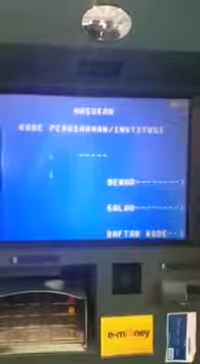 MASUKAN
KODE PERUSAHAAN/INSTITUSI
-----
BENAR--------›
SALAH--------›
DAFTAR KODE--›
e-money